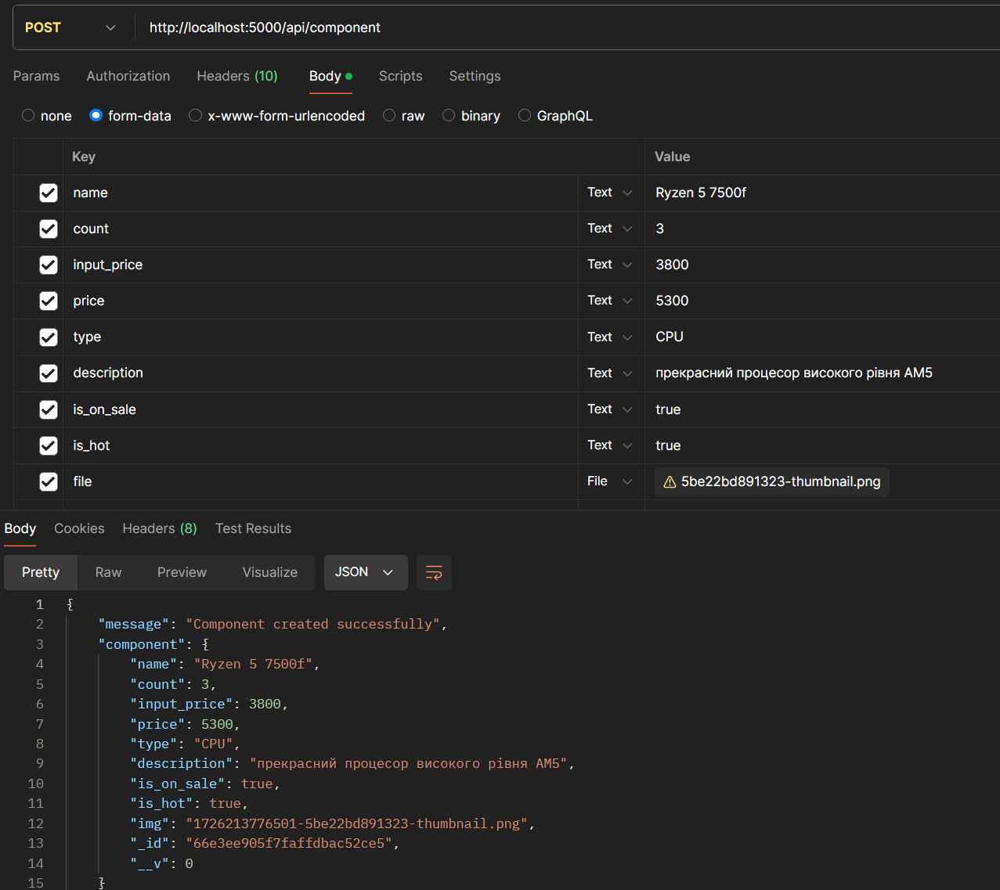 POST http://localhost:5000/api/component
Params Authorization Headers (10) Body Scripts Settings
none form-data x-www-form-urlencoded raw binary GraphQL
Key Value
name Text Ryzen 5 7500f
count Text 3
input_price Text 3800
price Text 5300
type Text CPU
description Text прекрасний процесор високого рівня AM5
is_on_sale Text true
is_hot Text true
file File 5be22bd891323-thumbnail.png
Body Cookies Headers (8) Test Results
Pretty Raw Preview Visualize JSON
1 {
2 "message": "Component created successfully",
3 "component": {
4 "name": "Ryzen 5 7500f",
5 "count": 3,
6 "input_price": 3800,
7 "price": 5300,
8 "type": "CPU",
9 "description": "прекрасний процесор високого рівня AM5",
10 "is_on_sale": true,
11 "is_hot": true,
12 "img": "1726213776501-5be22bd891323-thumbnail.png",
13 "_id": "66e3ee905f7faffdbac52ce5",
14 "__v": 0
15 }